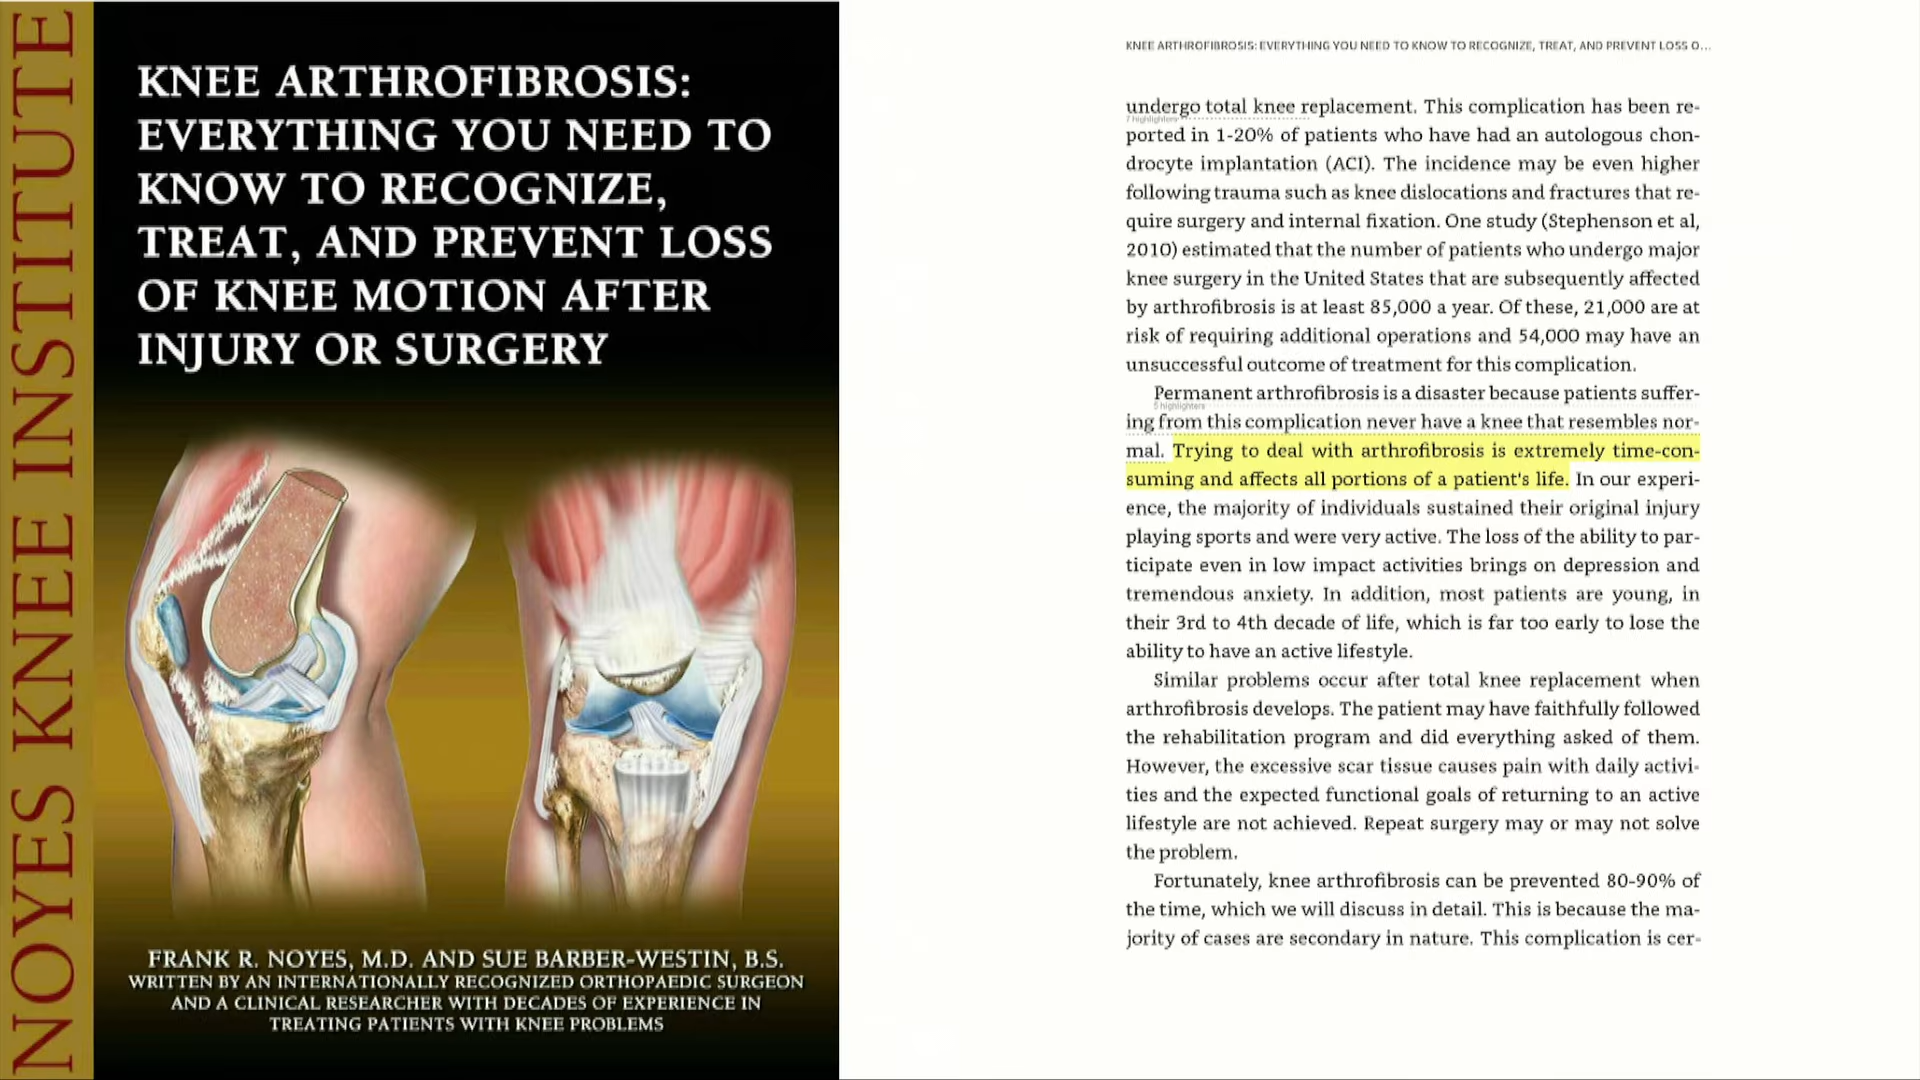 NOYES KNEE INSTITUTE
KNEE ARTHROFIBROSIS:
EVERYTHING YOU NEED TO
KNOW TO RECOGNIZE,
TREAT, AND PREVENT LOSS
OF KNEE MOTION AFTER
INJURY OR SURGERY
FRANK R. NOYES, M.D. AND SUE BARBER-WESTIN, B.S.
WRITTEN BY AN INTERNATIONALLY RECOGNIZED ORTHOPAEDIC SURGEON
AND A CLINICAL RESEARCHER WITH DECADES OF EXPERIENCE IN
TREATING PATIENTS WITH KNEE PROBLEMS
KNEE ARTHROFIBROSIS: EVERYTHING YOU NEED TO KNOW TO RECOGNIZE, TREAT, AND PREVENT LOSS O...
undergo total knee replacement. This complication has been re-
7 highlighters
ported in 1-20% of patients who have had an autologous chon-
drocyte implantation (ACI). The incidence may be even higher
following trauma such as knee dislocations and fractures that re-
quire surgery and internal fixation. One study (Stephenson et al,
2010) estimated that the number of patients who undergo major
knee surgery in the United States that are subsequently affected
by arthrofibrosis is at least 85,000 a year. Of these, 21,000 are at
risk of requiring additional operations and 54,000 may have an
unsuccessful outcome of treatment for this complication.
Permanent arthrofibrosis is a disaster because patients suffer-
5 highlighters
ing from this complication never have a knee that resembles nor-
mal. Trying to deal with arthrofibrosis is extremely time-con-
suming and affects all portions of a patient's life. In our experi-
ence, the majority of individuals sustained their original injury
playing sports and were very active. The loss of the ability to par-
ticipate even in low impact activities brings on depression and
tremendous anxiety. In addition, most patients are young, in
their 3rd to 4th decade of life, which is far too early to lose the
ability to have an active lifestyle.
Similar problems occur after total knee replacement when
arthrofibrosis develops. The patient may have faithfully followed
the rehabilitation program and did everything asked of them.
However, the excessive scar tissue causes pain with daily activi-
ties and the expected functional goals of returning to an active
lifestyle are not achieved. Repeat surgery may or may not solve
the problem.
Fortunately, knee arthrofibrosis can be prevented 80-90% of
the time, which we will discuss in detail. This is because the ma-
jority of cases are secondary in nature. This complication is cer-